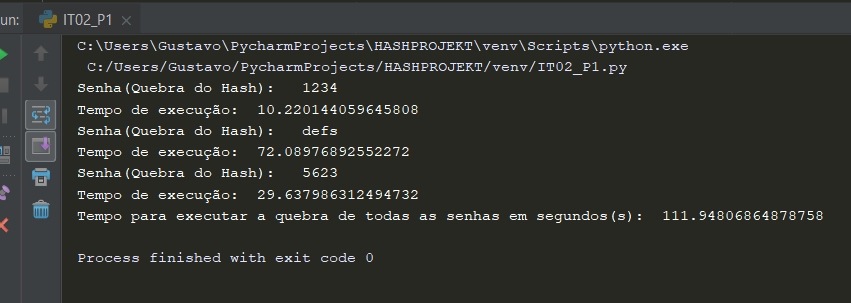 un:
IT02_P1
C:\Users\Gustavo\PycharmProjects\HASHPROJEKT\venv\Scripts\python.exe
C:/Users/Gustavo/PycharmProjects/HASHPROJEKT/venv/IT02_P1.py
Senha(Quebra do Hash):   1234
Tempo de execução:  10.220144059645808
Senha(Quebra do Hash):   defs
Tempo de execução:  72.08976892552272
Senha(Quebra do Hash):   5623
Tempo de execução:  29.637986312494732
Tempo para executar a quebra de todas as senhas em segundos(s):  111.94806864878758
Process finished with exit code 0